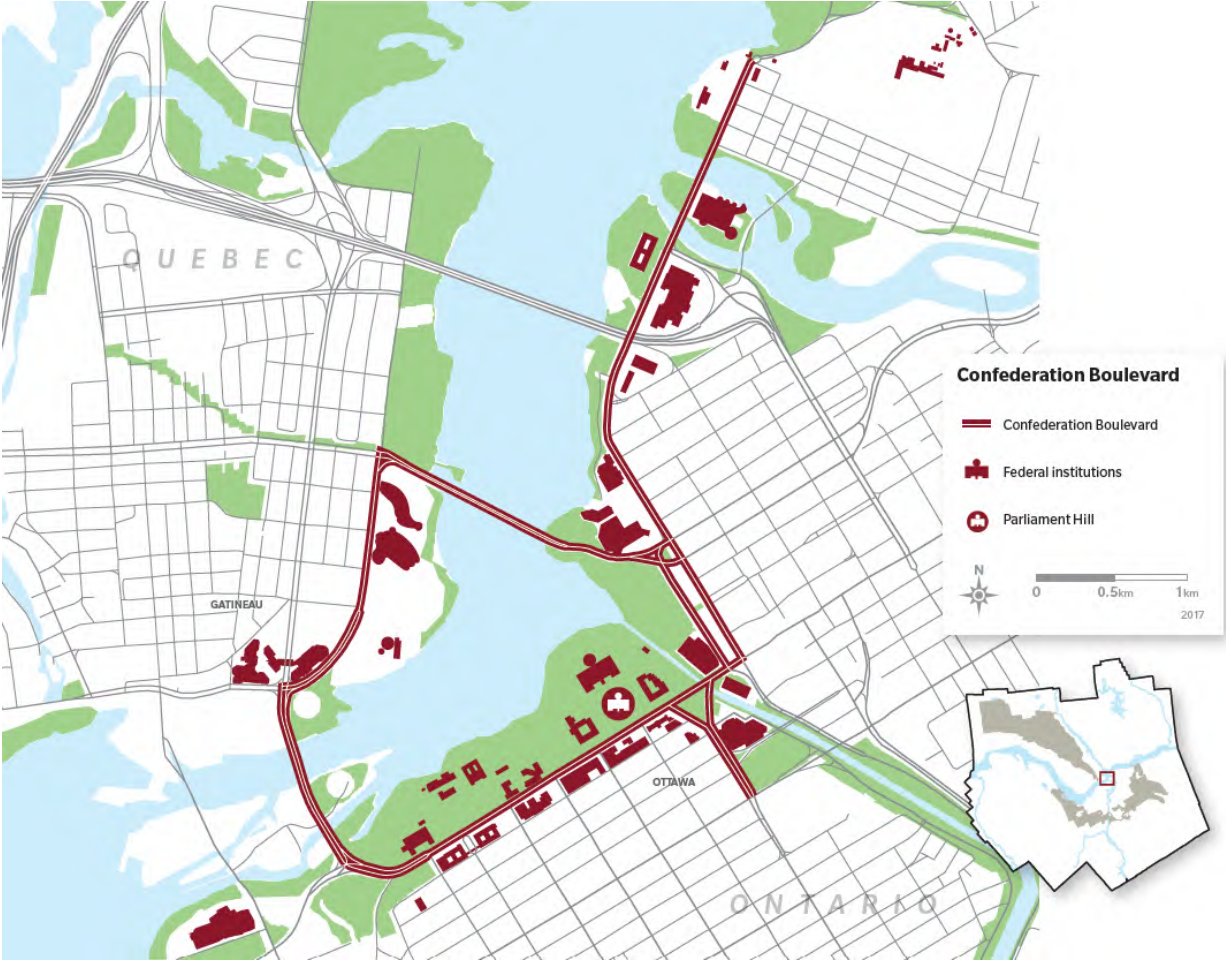 QUEBEC
Confederation Boulevard
Confederation Boulevard
Federal institutions
Parliament Hill
N
0 0.5km 1km
2017
GATINEAU
OTTAWA
ONTARIO